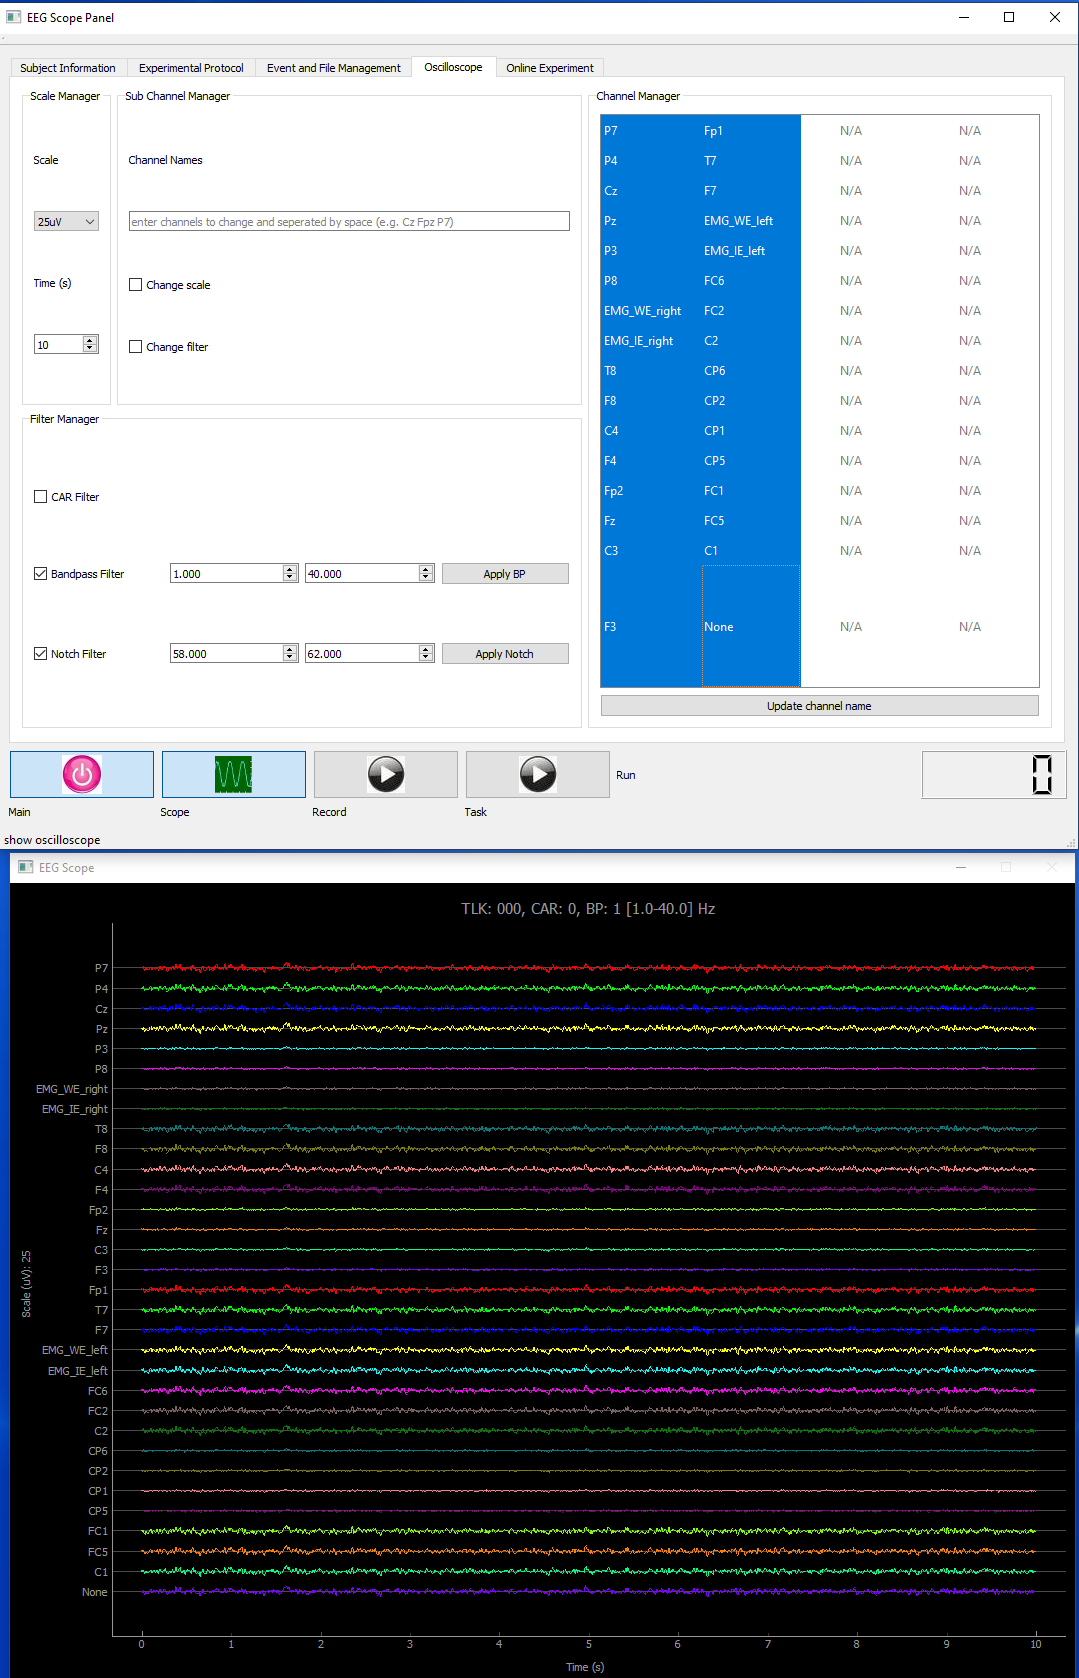 EEG Scope Panel
Subject Information
Experimental Protocol
Event and File Management
Oscilloscope
Online Experiment
Scale Manager
Scale
25uV
Time (s)
10
Sub Channel Manager
Channel Names
enter channels to change and seperated by space (e.g. Cz Fpz P7)
Change scale
Change filter
Filter Manager
CAR Filter
Bandpass Filter 1.000 40.000 Apply BP
Notch Filter 58.000 62.000 Apply Notch
Channel Manager
P7 Fp1 N/A N/A
P4 T7 N/A N/A
Cz F7 N/A N/A
Pz EMG_WE_left N/A N/A
P3 EMG_IE_left N/A N/A
P8 FC6 N/A N/A
EMG_WE_right FC2 N/A N/A
EMG_IE_right C2 N/A N/A
T8 CP6 N/A N/A
F8 CP2 N/A N/A
C4 CP1 N/A N/A
F4 CP5 N/A N/A
Fp2 FC1 N/A N/A
Fz FC5 N/A N/A
C3 C1 N/A N/A
F3 None N/A N/A
Update channel name
Run
0
Main
Scope
Record
Task
show oscilloscope
EEG Scope
TLK: 000, CAR: 0, BP: 1 [1.0-40.0] Hz
Scale (uV): 25
P7
P4
Cz
Pz
P3
P8
EMG_WE_right
EMG_IE_right
T8
F8
C4
F4
Fp2
Fz
C3
F3
Fp1
T7
F7
EMG_WE_left
EMG_IE_left
FC6
FC2
C2
CP6
CP2
CP1
CP5
FC1
FC5
C1
None
0 1 2 3 4 5 6 7 8 9 10
Time (s)